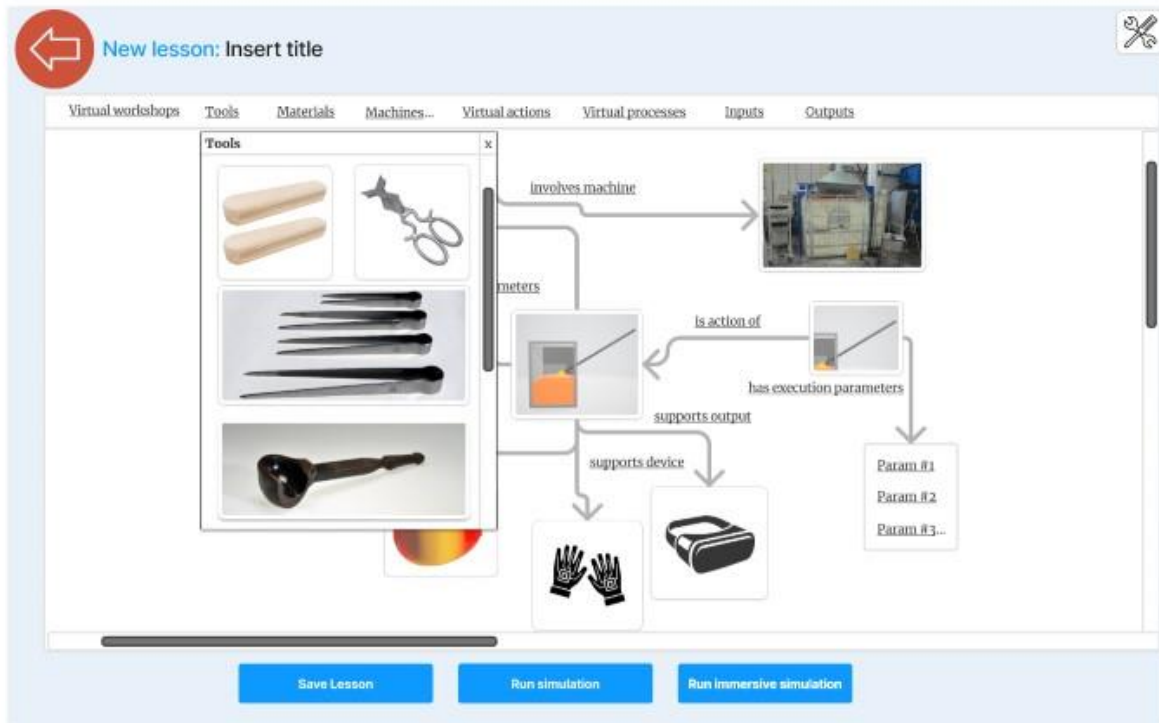 New lesson: Insert title
Virtual workshops Tools Materials Machines... Virtual actions Virtual processes Inputs Outputs
Tools x
involves machine
meters
is action of
has execution parameters
supports output
supports device
Param #1
Param #2
Param #3...
Save Lesson Run simulation Run immersive simulation